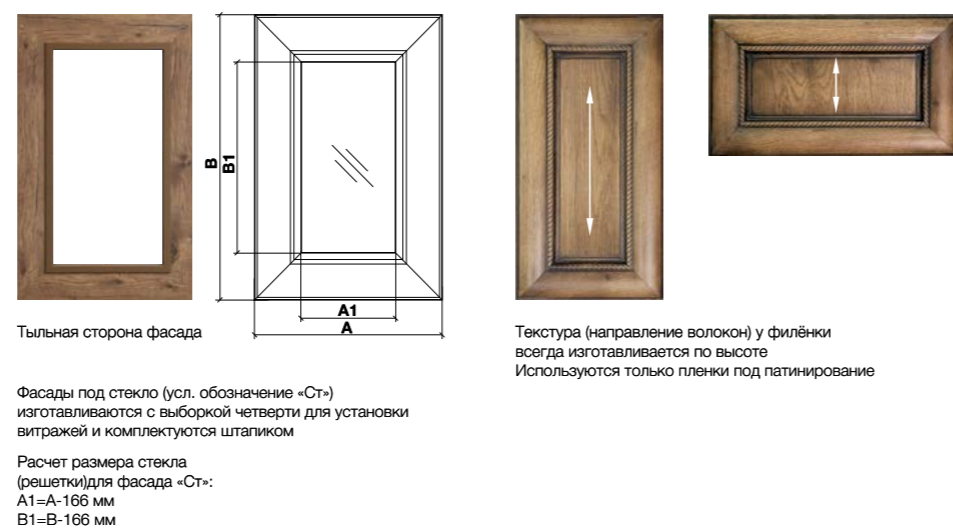 B
B1
A1
A
Тыльная сторона фасада
Фасады под стекло (усл. обозначение «Ст»)
изготавливаются с выборкой четверти для установки
витражей и комплектуются штапиком
Расчет размера стекла
(решетки)для фасада «Ст»:
A1=A-166 мм
B1=B-166 мм
Текстура (направление волокон) у филёнки
всегда изготавливается по высоте
Используются только пленки под патинирование